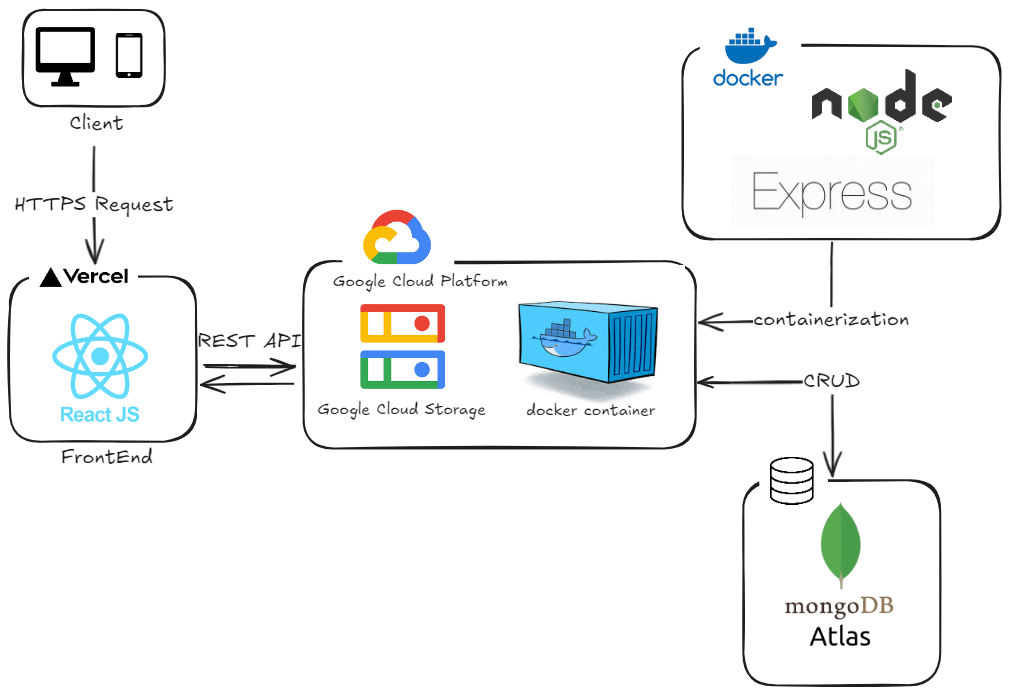 Client
HTTPS Request
Vercel
React JS
FrontEnd
REST API
Google Cloud Platform
Google Cloud Storage
docker container
docker
node
JS
Express
containerization
CRUD
mongoDB
Atlas